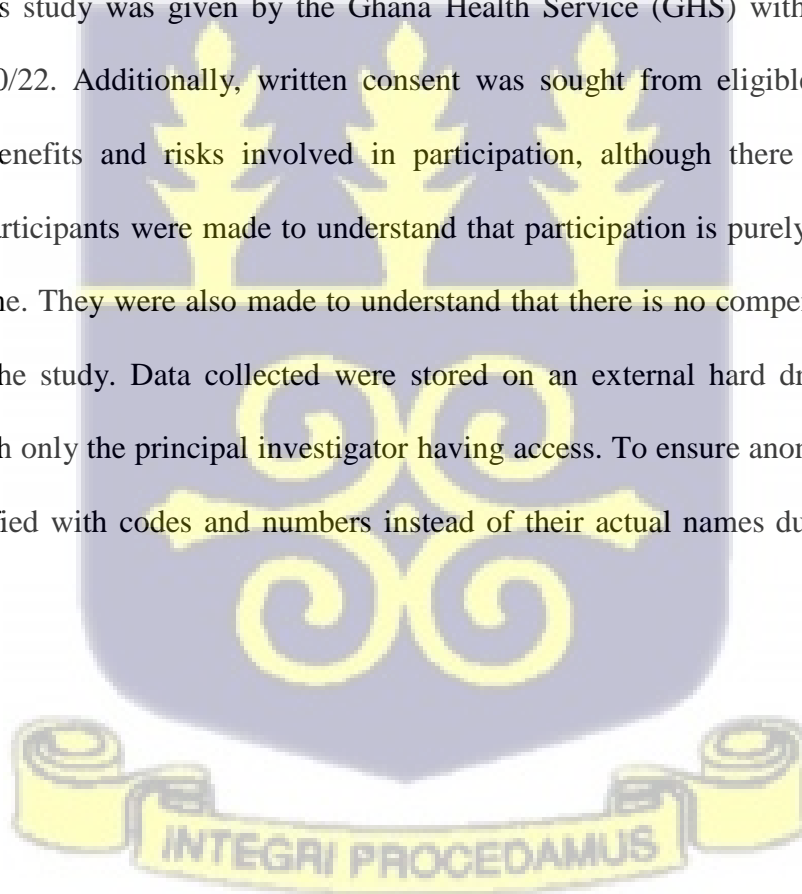 s study was given by the Ghana Health Service (GHS) with
0/22. Additionally, written consent was sought from eligible
enefits and risks involved in participation, although there
rticipants were made to understand that participation is purely
ne. They were also made to understand that there is no compe
he study. Data collected were stored on an external hard dr
h only the principal investigator having access. To ensure anon
fied with codes and numbers instead of their actual names du
INTEGRI PROCEDAMUS